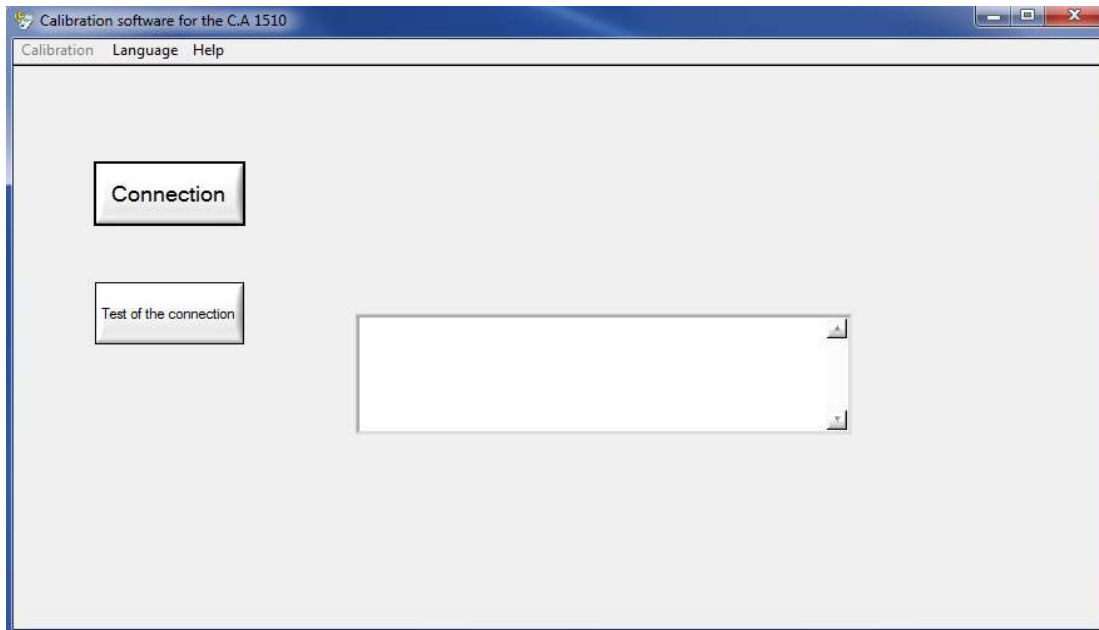 Calibration software for the C.A 1510
Calibration Language Help
Connection
Test of the connection